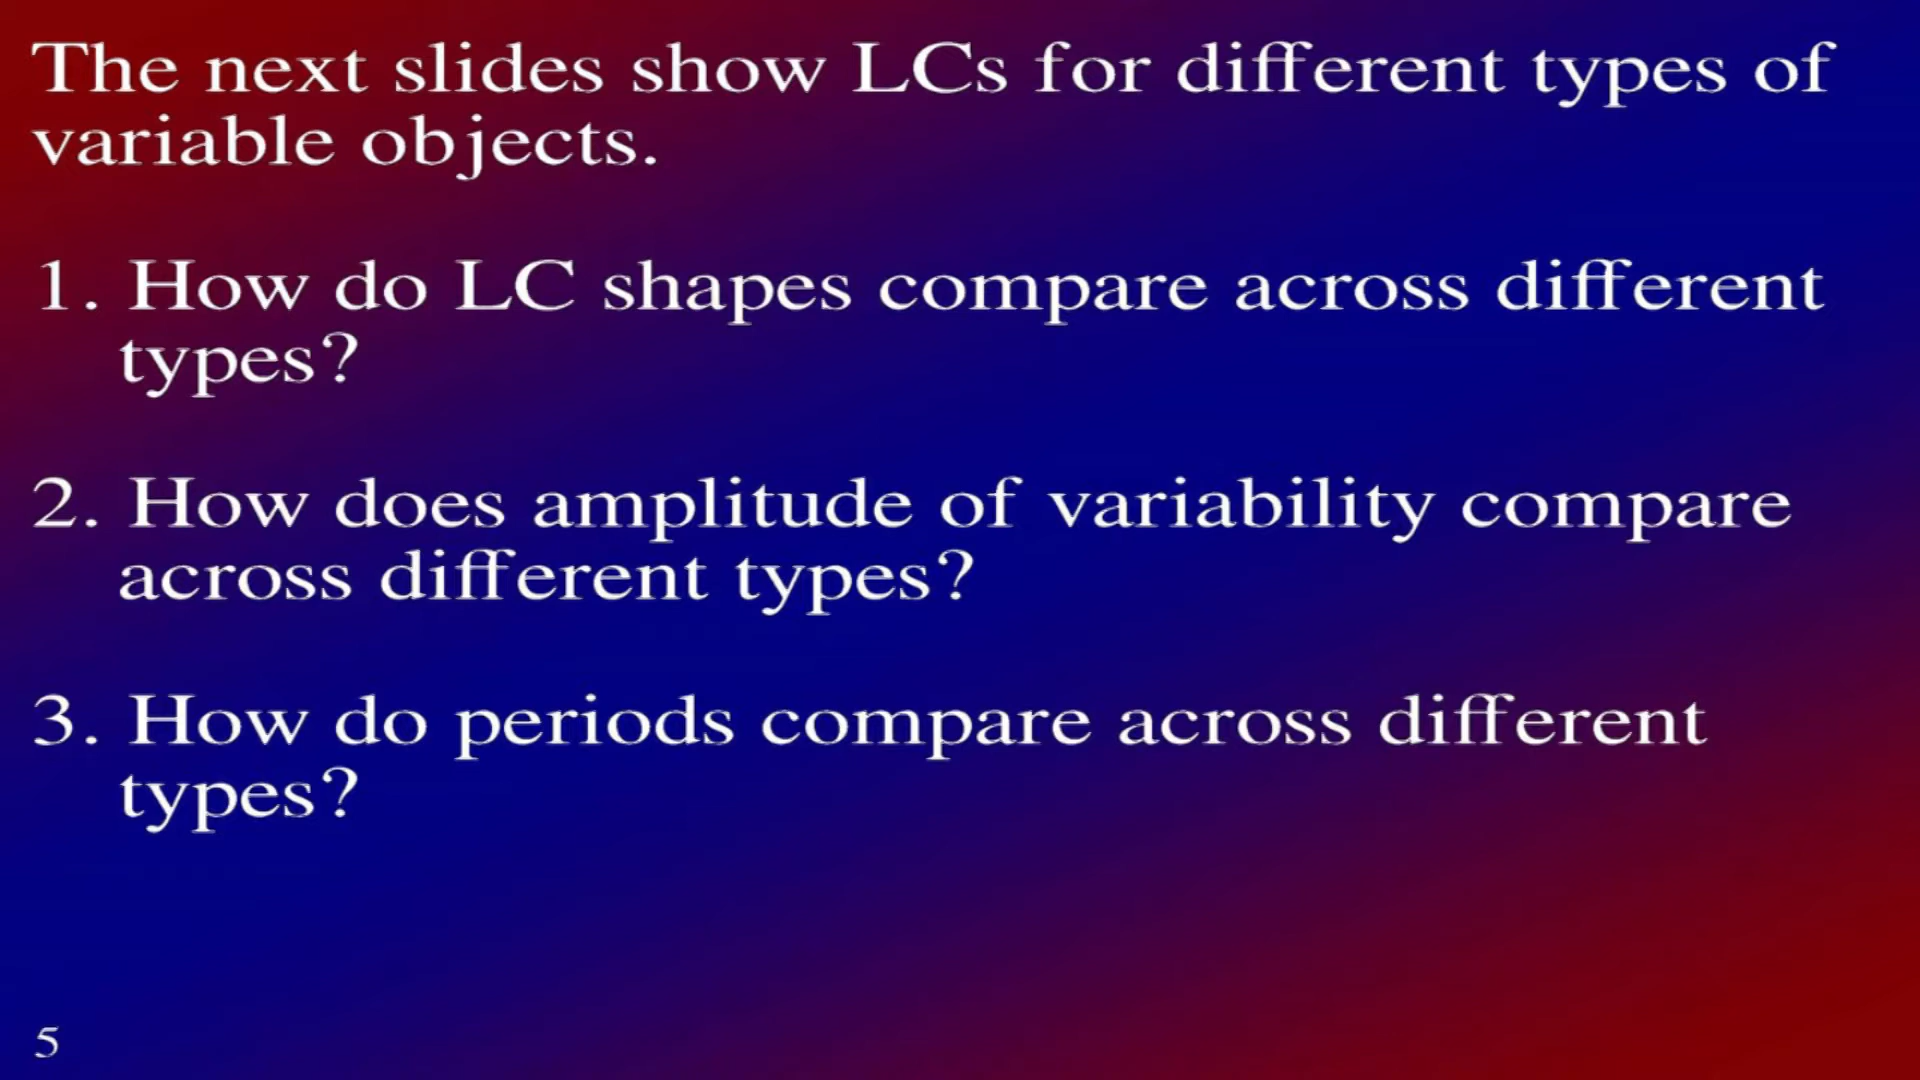 The next slides show LCs for different types of
variable objects.
1. How do LC shapes compare across different
types?
2. How does amplitude of variability compare
across different types?
3. How do periods compare across different
types?
5